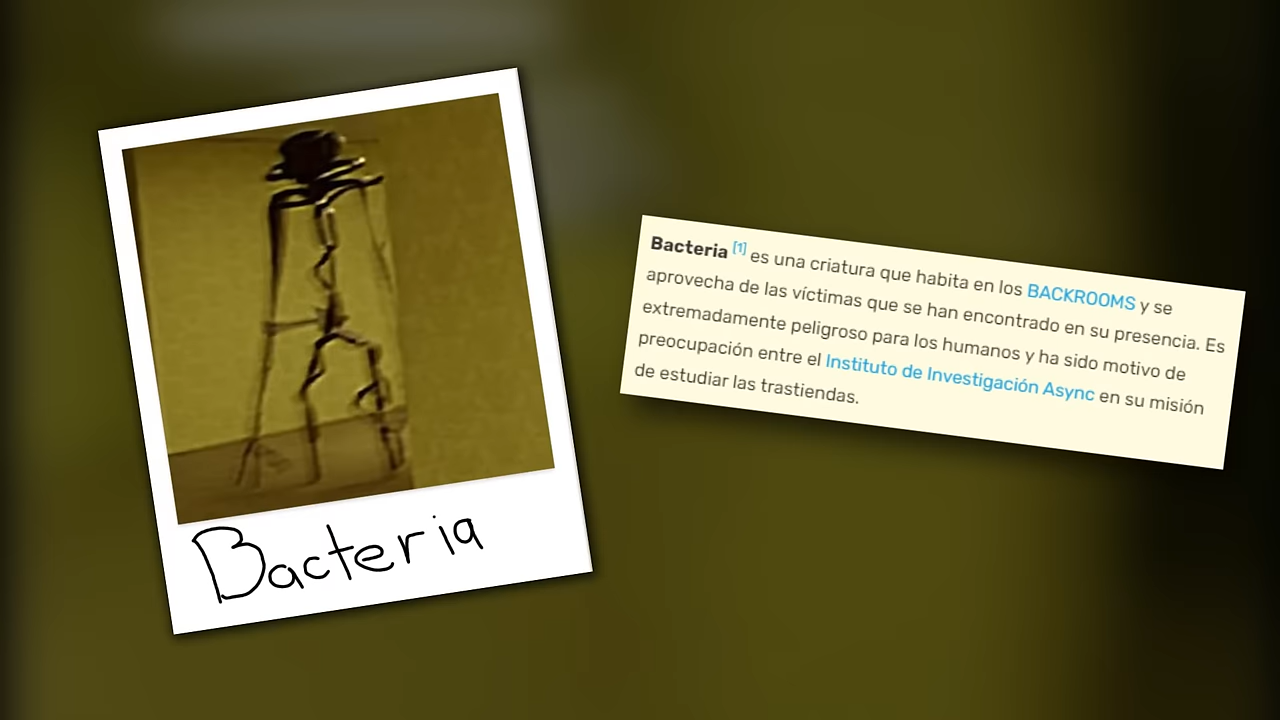 Bacteria [1] es una criatura que habita en los BACKROOMS y se
aprovecha de las víctimas que se han encontrado en su presencia. Es
extremadamente peligroso para los humanos y ha sido motivo de
preocupación entre el Instituto de Investigación Async en su misión
de estudiar las trastiendas.
Bacteria